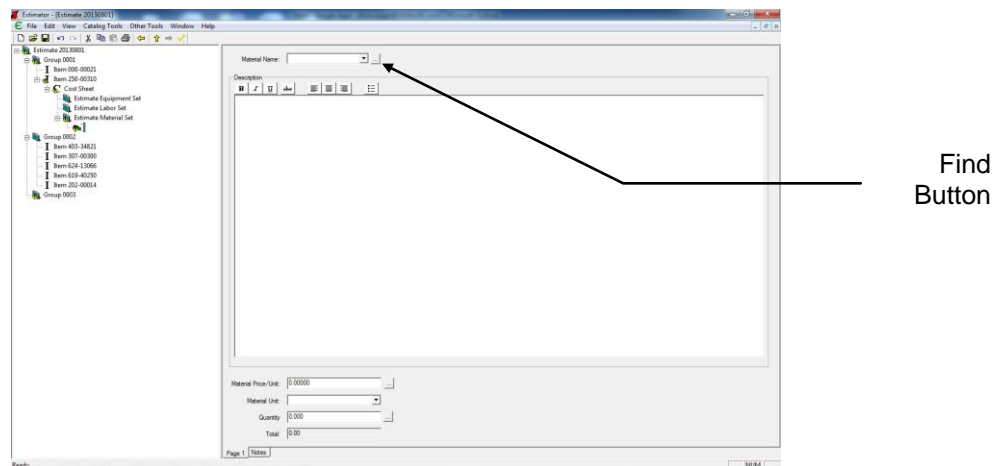 Estimator - [Estimate 20130801]
File Edit View Catalog Tools Other Tools Window Help
Estimate 20130801
Group 0001
Item 000-00021
Item 250-00310
Cost Sheet
Estimate Equipment Set
Estimate Labor Set
Estimate Material Set
Group 0002
Item 403-34821
Item 307-00300
Item 624-13066
Item 619-40250
Item 202-00014
Group 0003
Material Name:
...
Description
B I U abc
Find
Button
Material Price/Unit: 0.00000 ...
Material Unit:
Quantity 0.000 ...
Total: 0.00
Page 1 Notes
Ready NUM